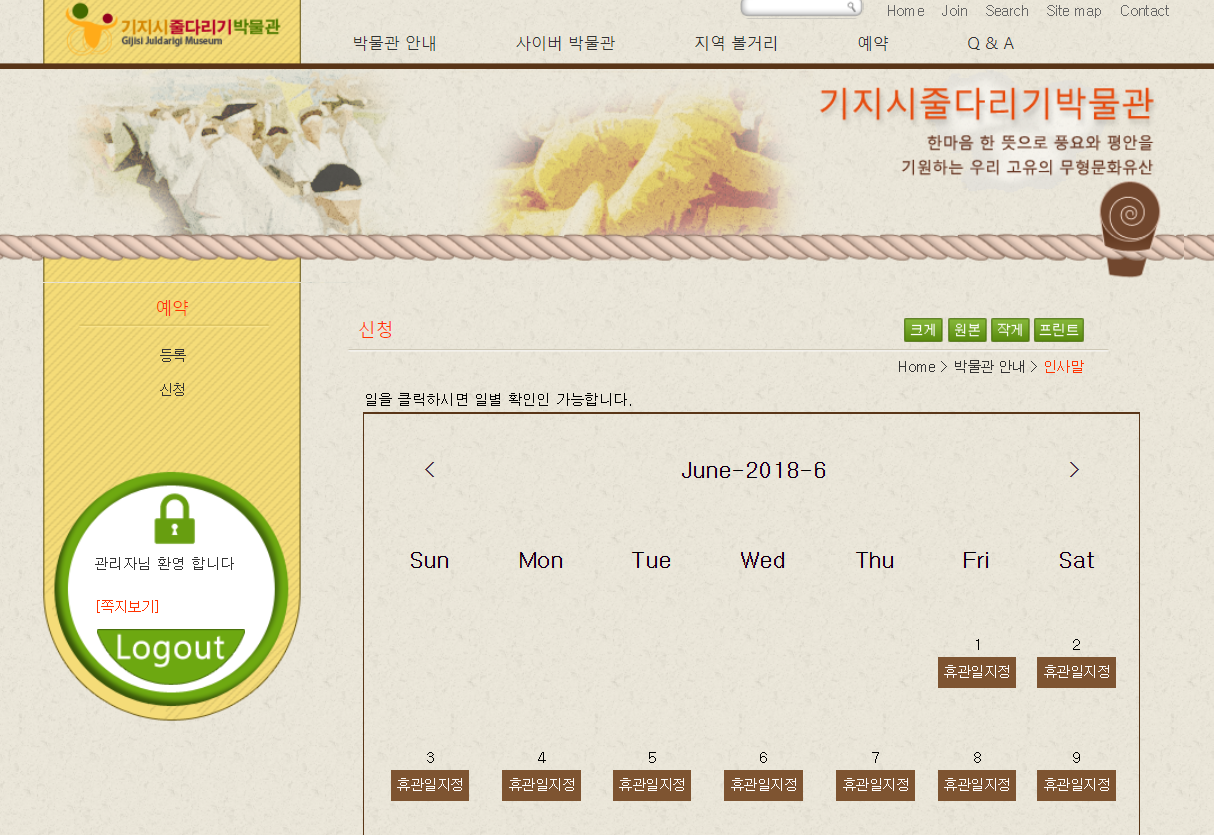 기지시줄다리기박물관
Gijisi Juldarigi Museum
Home Join Search Site map Contact
박물관 안내 사이버 박물관 지역 볼거리 예약 Q & A
기지시줄다리기박물관
한마음 한 뜻으로 풍요와 평안을
기원하는 우리 고유의 무형문화유산
예약
등록
신청
관리자님 환영 합니다
[쪽지보기]
Logout
신청
크게 원본 작게 프린트
Home > 박물관 안내 > 인사말
일을 클릭하시면 일별 확인인 가능합니다.
< June-2018-6 >
Sun Mon Tue Wed Thu Fri Sat
1 2
휴관일지정 휴관일지정
3 4 5 6 7 8 9
휴관일지정 휴관일지정 휴관일지정 휴관일지정 휴관일지정 휴관일지정 휴관일지정